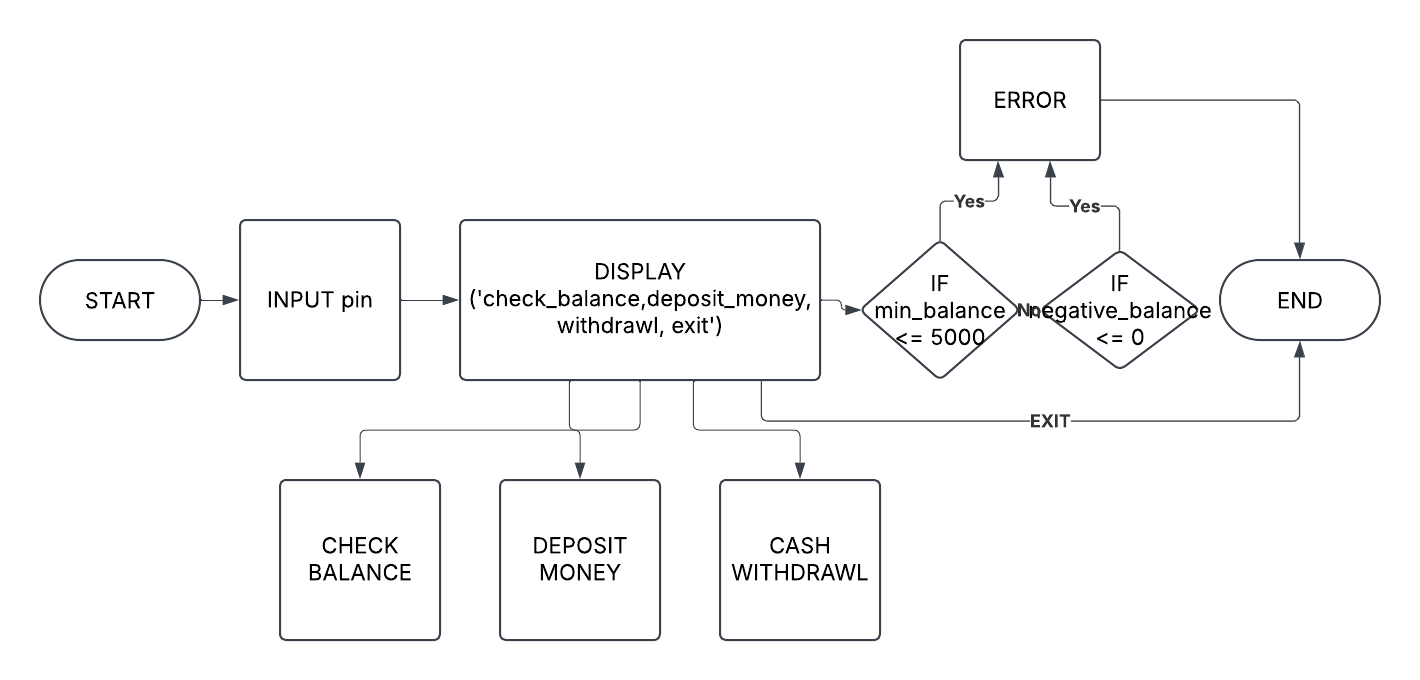 ERROR
Yes
Yes
START
INPUT pin
DISPLAY
('check_balance,deposit_money,
withdrawl, exit')
IF
min_balance
<= 5000
No
IF
negative_balance
<= 0
END
EXIT
CHECK
BALANCE
DEPOSIT
MONEY
CASH
WITHDRAWL